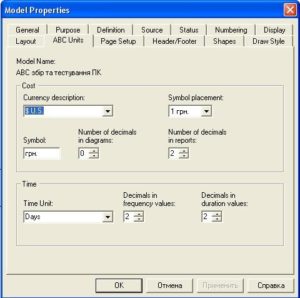 Model Properties
General Purpose Definition Source Status Numbering Display
Layout ABC Units Page Setup Header/Footer Shapes Draw Style
Model Name:
ABC збір та тестування ПК
Cost
Currency description: Symbol placement:
$ U.S. 1 грн.
Symbol: Number of decimals in diagrams: Number of decimals in reports:
грн. 0 2
Time
Time Unit: Decimals in frequency values: Decimals in duration values:
Days 2 2
OK Отмена Применить Справка